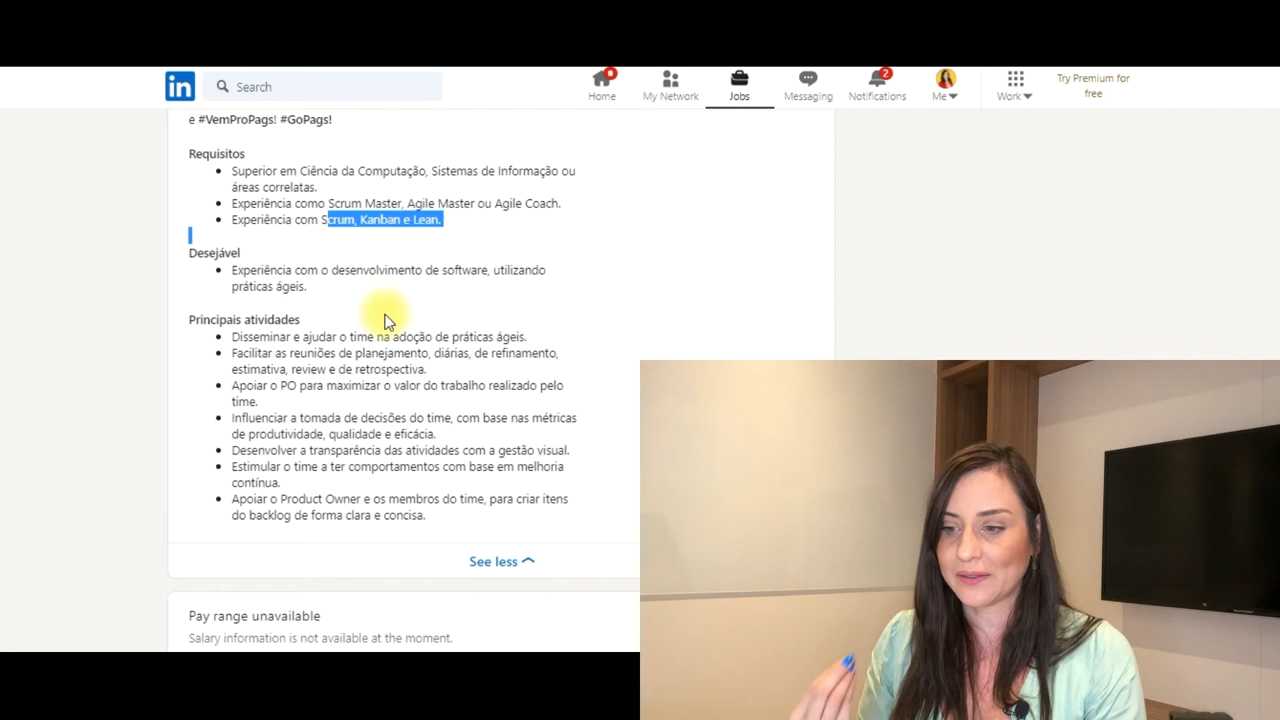 in
Search
8
Home
My Network
Jobs
Messaging
2
Notifications
Me
Work
Try Premium for
free
e #VemProPags! #GoPags!
Requisitos
Superior em Ciência da Computação, Sistemas de Informação ou
áreas correlatas.
Experiência como Scrum Master, Agile Master ou Agile Coach.
Experiência com Scrum, Kanban e Lean.
Desejável
Experiência com o desenvolvimento de software, utilizando
práticas ágeis.
Principais atividades
Disseminar e ajudar o time na adoção de práticas ágeis.
Facilitar as reuniões de planejamento, diárias, de refinamento,
estimativa, review e de retrospectiva.
Apoiar o PO para maximizar o valor do trabalho realizado pelo
time.
Influenciar a tomada de decisões do time, com base nas métricas
de produtividade, qualidade e eficácia.
Desenvolver a transparência das atividades com a gestão visual.
Estimular o time a ter comportamentos com base em melhoria
contínua.
Apoiar o Product Owner e os membros do time, para criar itens
do backlog de forma clara e concisa.
See less
Pay range unavailable
Salary information is not available at the moment.